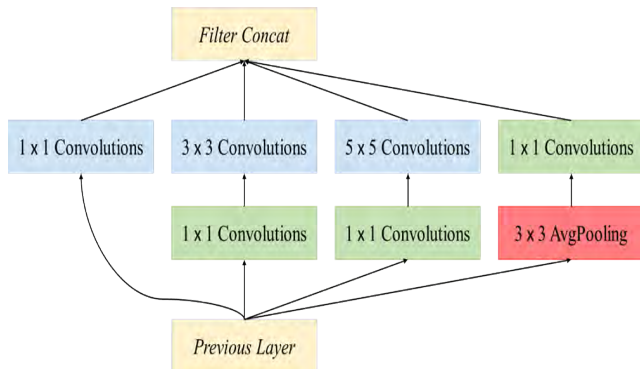 Filter Concat
1 x 1 Convolutions
3 x 3 Convolutions
5 x 5 Convolutions
1 x 1 Convolutions
1 x 1 Convolutions
1 x 1 Convolutions
3 x 3 AvgPooling
Previous Layer